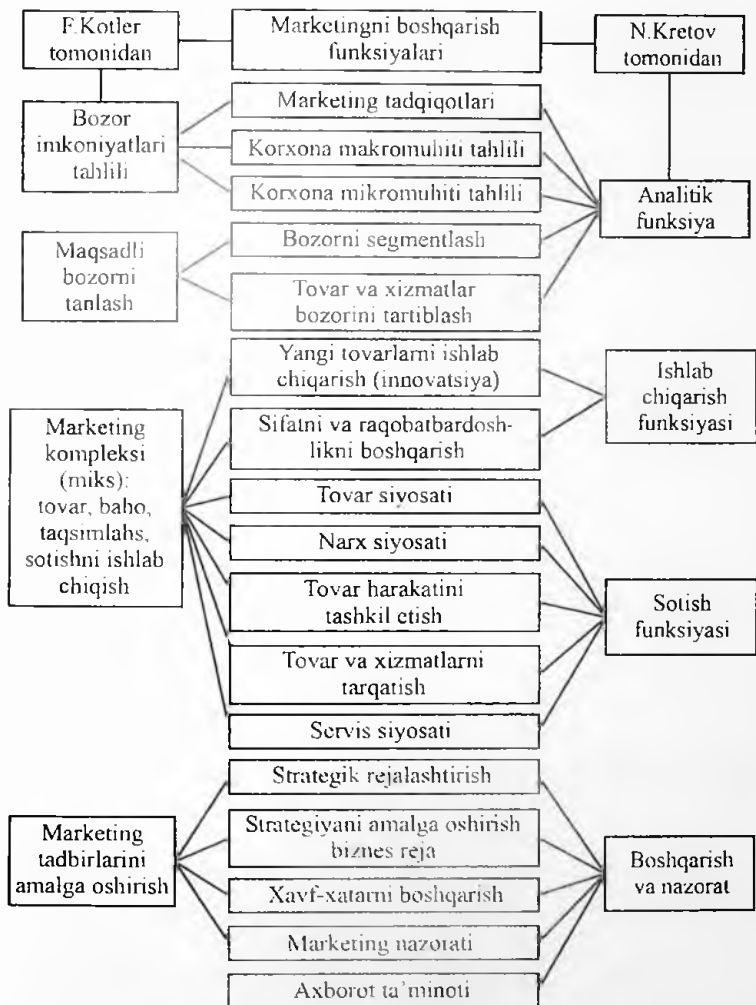 F.Kotler
tomonidan
Marketingni boshqarish
funksiyalari
N.Kretov
tomonidan
Bozor
imkoniyatlari
tahlili
Marketing tadqiqotlari
Korxona makromuhiti tahlili
Korxona mikromuhiti tahlili
Analitik
funksiya
Maqsadli
bozorni
tanlash
Bozorni segmentlash
Tovar va xizmatlar
bozorini tartiblash
Marketing
kompleksi
(miks):
tovar, baho,
taqsimlahs,
sotishni ishlab
chiqish
Yangi tovarlarni ishlab
chiqarish (innovatsiya)
Sifatni va raqobatbardosh-
likni boshqarish
Ishlab
chiqarish
funksiyasi
Tovar siyosati
Narx siyosati
Tovar harakatini
tashkil etish
Tovar va xizmatlarni
tarqatish
Servis siyosati
Sotish
funksiyasi
Marketing
tadbirlarini
amalga oshirish
Strategik rejalashtirish
Strategiyani amalga oshirish
biznes reja
Xavf-xatarni boshqarish
Marketing nazorati
Axborot ta’minoti
Boshqarish
va nazorat